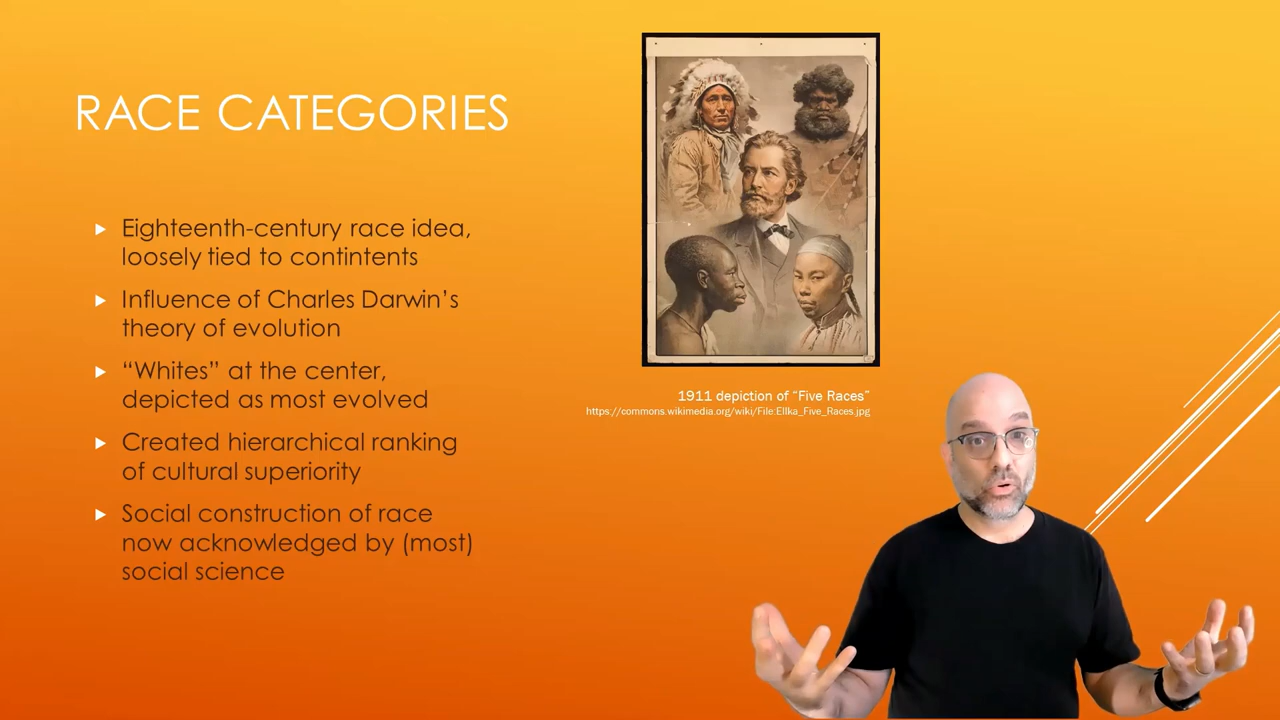 RACE CATEGORIES
Eighteenth-century race idea,
loosely tied to contintents
Influence of Charles Darwin’s
theory of evolution
“Whites” at the center,
depicted as most evolved
Created hierarchical ranking
of cultural superiority
Social construction of race
now acknowledged by (most)
social science
1911 depiction of “Five Races”
https://commons.wikimedia.org/wiki/File:Ellka_Five_Races.jpg